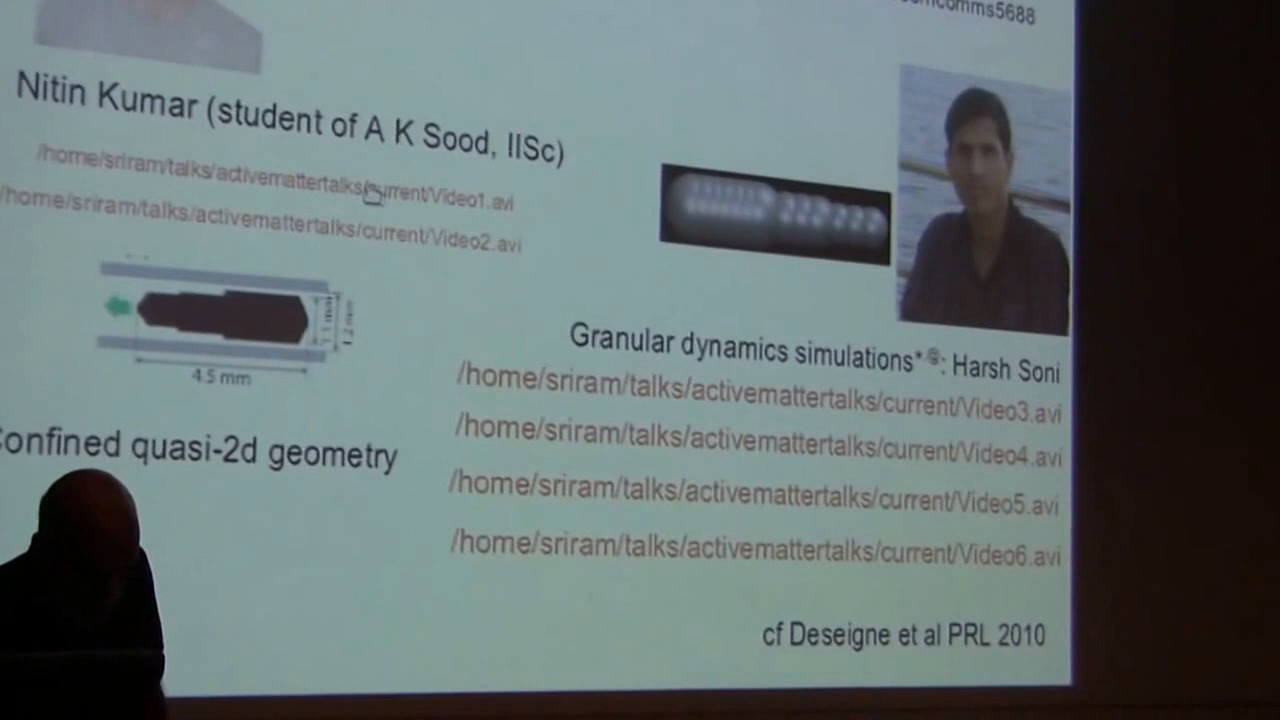 Nitin Kumar (student of A K Sood, IISc)
/home/sriram/talks/activemattertalks/current/Video1.avi
/home/sriram/talks/activemattertalks/current/Video2.avi
4.5 mm
Confined quasi-2d geometry
Granular dynamics simulations*@: Harsh Soni
/home/sriram/talks/activemattertalks/current/Video3.avi
/home/sriram/talks/activemattertalks/current/Video4.avi
/home/sriram/talks/activemattertalks/current/Video5.avi
/home/sriram/talks/activemattertalks/current/Video6.avi
cf Deseigne et al PRL 2010